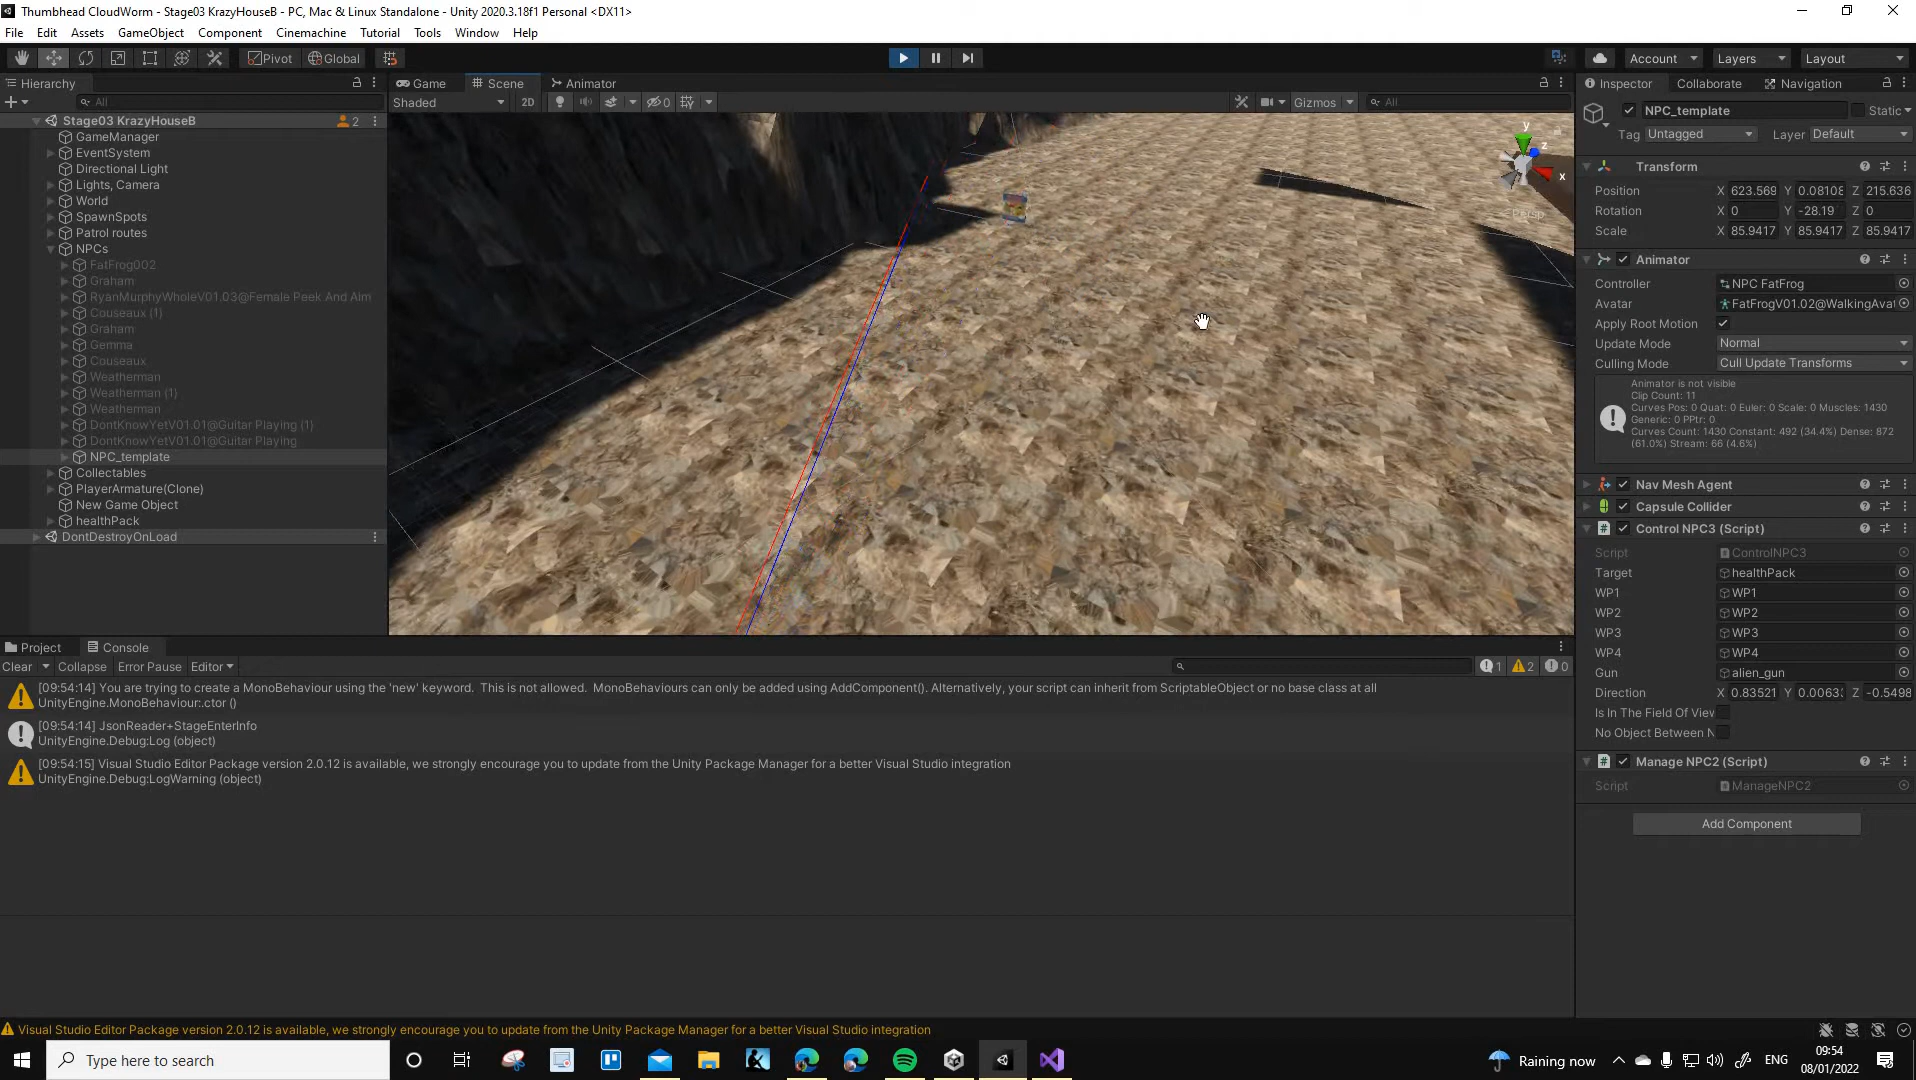 Thumbhead CloudWorm - Stage03 KrazyHouseB - PC, Mac & Linux Standalone - Unity 2020.3.18f1 Personal <DX11>
File Edit Assets GameObject Component Cinemachine Tutorial Tools Window Help
Pivot Global Account Layers Layout
Hierarchy
All
Stage03 KrazyHouseB 2
GameManager
EventSystem
Directional Light
Lights, Camera
World
SpawnSpots
Patrol routes
NPCs
FatFrog002
Graham
RyanMurphyWholeV01.03@Female Peek And Aim
Couseaux (1)
Graham
Gemma
Couseaux
Weatherman
Weatherman (1)
Weatherman
DontKnowYetV01.01@Guitar Playing (1)
DontKnowYetV01.01@Guitar Playing
NPC_template
Collectables
PlayerArmature(Clone)
New Game Object
healthPack
DontDestroyOnLoad
Game Scene Animator
Shaded 2D 0 Gizmos All
y
z
x
Persp
Inspector Collaborate Navigation
NPC_template Static
Tag Untagged Layer Default
Transform
Position X 623.569 Y 0.08108 Z 215.636
Rotation X 0 Y -28.19 Z 0
Scale X 85.9417 Y 85.9417 Z 85.9417
Animator
Controller NPC FatFrog
Avatar FatFrogV01.02@WalkingAvat
Apply Root Motion
Update Mode Normal
Culling Mode Cull Update Transforms
Animator is not visible
Clip Count: 11
Curves Pos: 0 Quat: 0 Euler: 0 Scale: 0 Muscles: 1430
Generic: 0 PPtr: 0
Curves Count: 1430 Constant: 492 (34.4%) Dense: 872
(61.0%) Stream: 66 (4.6%)
Nav Mesh Agent
Capsule Collider
Control NPC3 (Script)
Script ControlNPC3
Target healthPack
WP1 WP1
WP2 WP2
WP3 WP3
WP4 WP4
Gun alien_gun
Direction X 0.83521 Y 0.0063 Z -0.5498
Is In The Field Of View
No Object Between N
Manage NPC2 (Script)
Script ManageNPC2
Add Component
Project Console
Clear Collapse Error Pause Editor 1 2 0
[09:54:14] You are trying to create a MonoBehaviour using the 'new' keyword. This is not allowed. MonoBehaviours can only be added using AddComponent(). Alternatively, your script can inherit from ScriptableObject or no base class at all
UnityEngine.MonoBehaviour:.ctor ()
[09:54:14] JsonReader+StageEnterInfo
UnityEngine.Debug:Log (object)
[09:54:15] Visual Studio Editor Package version 2.0.12 is available, we strongly encourage you to update from the Unity Package Manager for a better Visual Studio integration
UnityEngine.Debug:LogWarning (object)
Visual Studio Editor Package version 2.0.12 is available, we strongly encourage you to update from the Unity Package Manager for a better Visual Studio integration
Type here to search
Raining now
ENG
09:54
08/01/2022